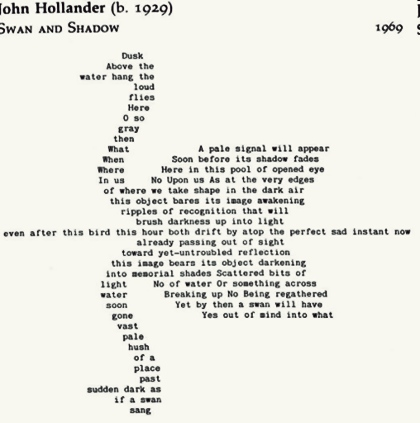 John Hollander (b. 1929)
SWAN AND SHADOW 1969
Dusk
Above the
water hang the
loud
flies
Here
O so
gray
then
What A pale signal will appear
When Soon before its shadow fades
Where Here in this pool of opened eye
In us No Upon us As at the very edges
of where we take shape in the dark air
this object bares its image awakening
ripples of recognition that will
brush darkness up into light
even after this bird this hour both drift by atop the perfect sad instant now
already passing out of sight
toward yet-untroubled reflection
this image bears its object darkening
into memorial shades Scattered bits of
light No of water Or something across
water Breaking up No Being regathered
soon Yet by then a swan will have
gone Yes out of mind into what
vast
pale
hush
of a
place
past
sudden dark as
if a swan
sang